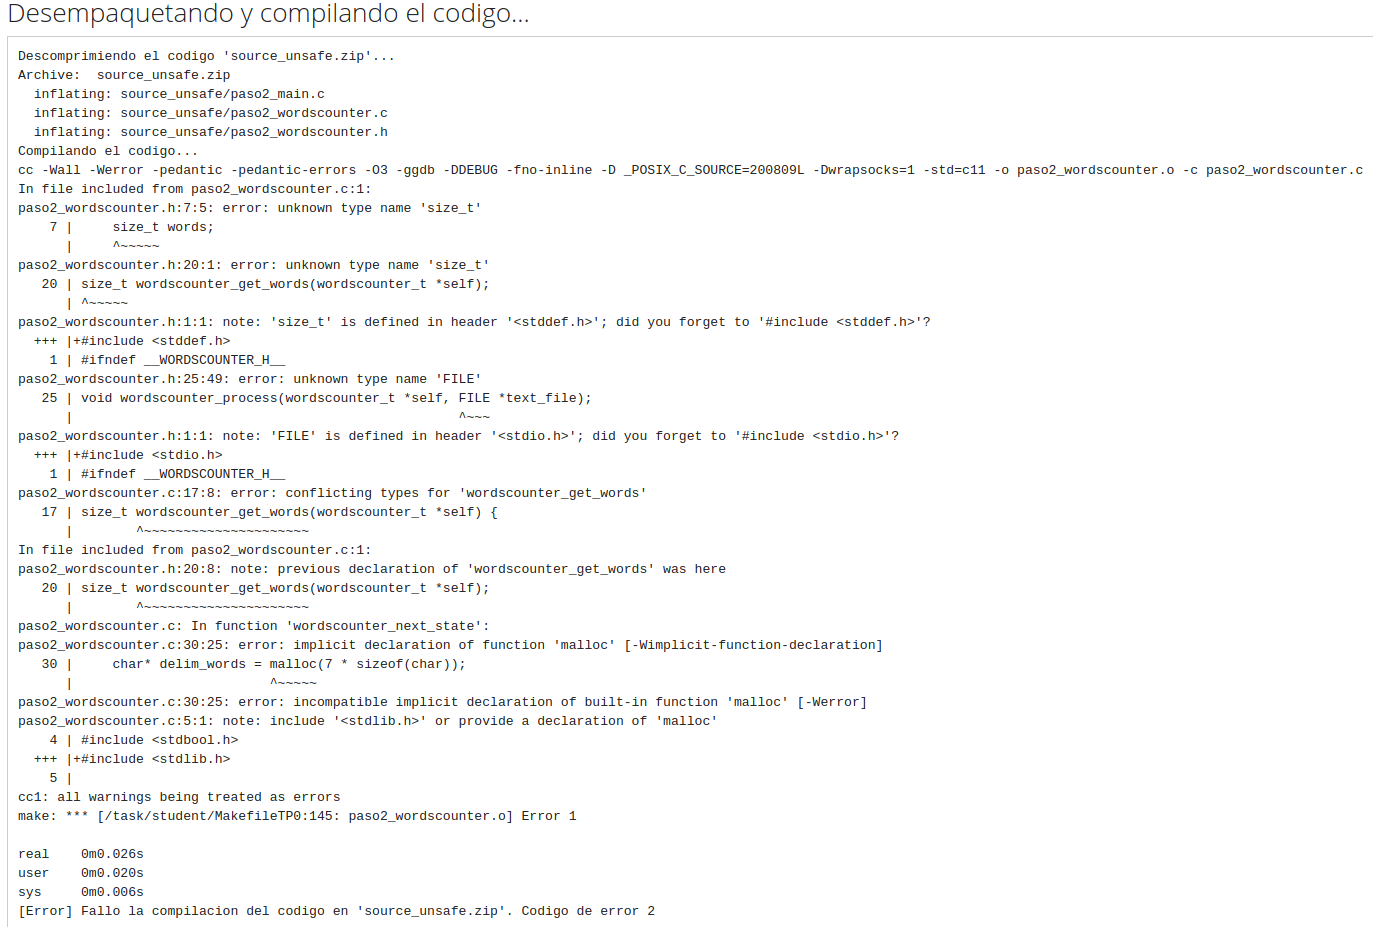 Desempaquetando y compilando el codigo...
Descomprimiendo el codigo 'source_unsafe.zip'...
Archive:  source_unsafe.zip
  inflating: source_unsafe/paso2_main.c
  inflating: source_unsafe/paso2_wordscounter.c
  inflating: source_unsafe/paso2_wordscounter.h
Compilando el codigo...
cc -Wall -Werror -pedantic -pedantic-errors -O3 -ggdb -DDEBUG -fno-inline -D _POSIX_C_SOURCE=200809L -Dwrapsocks=1 -std=c11 -o paso2_wordscounter.o -c paso2_wordscounter.c
In file included from paso2_wordscounter.c:1:
paso2_wordscounter.h:7:5: error: unknown type name 'size_t'
    7 |     size_t words;
      |     ^~~~~~
paso2_wordscounter.h:20:1: error: unknown type name 'size_t'
   20 | size_t wordscounter_get_words(wordscounter_t *self);
      | ^~~~~~
paso2_wordscounter.h:1:1: note: 'size_t' is defined in header '<stddef.h>'; did you forget to '#include <stddef.h>'?
  +++ |+#include <stddef.h>
    1 | #ifndef __WORDSCOUNTER_H__
paso2_wordscounter.h:25:49: error: unknown type name 'FILE'
   25 | void wordscounter_process(wordscounter_t *self, FILE *text_file);
      |                                                 ^~~~
paso2_wordscounter.h:1:1: note: 'FILE' is defined in header '<stdio.h>'; did you forget to '#include <stdio.h>'?
  +++ |+#include <stdio.h>
    1 | #ifndef __WORDSCOUNTER_H__
paso2_wordscounter.c:17:8: error: conflicting types for 'wordscounter_get_words'
   17 | size_t wordscounter_get_words(wordscounter_t *self) {
      |        ^~~~~~~~~~~~~~~~~~~~~~
In file included from paso2_wordscounter.c:1:
paso2_wordscounter.h:20:8: note: previous declaration of 'wordscounter_get_words' was here
   20 | size_t wordscounter_get_words(wordscounter_t *self);
      |        ^~~~~~~~~~~~~~~~~~~~~~
paso2_wordscounter.c: In function 'wordscounter_next_state':
paso2_wordscounter.c:30:25: error: implicit declaration of function 'malloc' [-Wimplicit-function-declaration]
   30 |     char* delim_words = malloc(7 * sizeof(char));
      |                         ^~~~~~
paso2_wordscounter.c:30:25: error: incompatible implicit declaration of built-in function 'malloc' [-Werror]
paso2_wordscounter.c:5:1: note: include '<stdlib.h>' or provide a declaration of 'malloc'
    4 | #include <stdbool.h>
  +++ |+#include <stdlib.h>
    5 |
cc1: all warnings being treated as errors
make: *** [/task/student/MakefileTP0:145: paso2_wordscounter.o] Error 1

real    0m0.026s
user    0m0.020s
sys     0m0.006s
[Error] Fallo la compilacion del codigo en 'source_unsafe.zip'. Codigo de error 2